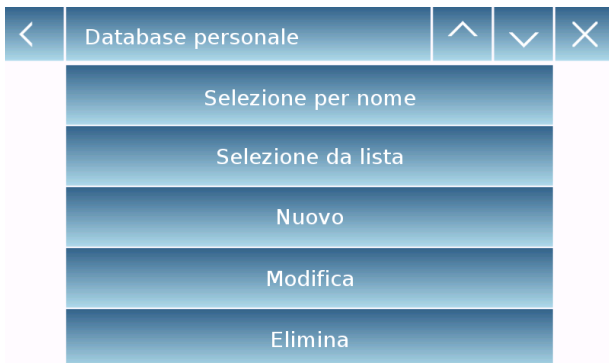 Database personale
Selezione per nome
Selezione da lista
Nuovo
Modifica
Elimina